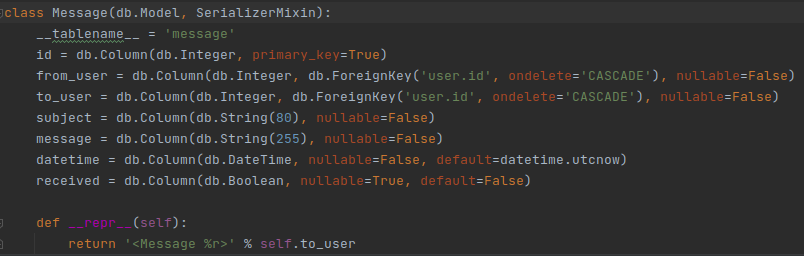 class Message(db.Model, SerializerMixin):
    __tablename__ = 'message'
    id = db.Column(db.Integer, primary_key=True)
    from_user = db.Column(db.Integer, db.ForeignKey('user.id', ondelete='CASCADE'), nullable=False)
    to_user = db.Column(db.Integer, db.ForeignKey('user.id', ondelete='CASCADE'), nullable=False)
    subject = db.Column(db.String(80), nullable=False)
    message = db.Column(db.String(255), nullable=False)
    datetime = db.Column(db.DateTime, nullable=False, default=datetime.utcnow)
    received = db.Column(db.Boolean, nullable=True, default=False)
    def __repr__(self):
        return '<Message %r>' % self.to_user